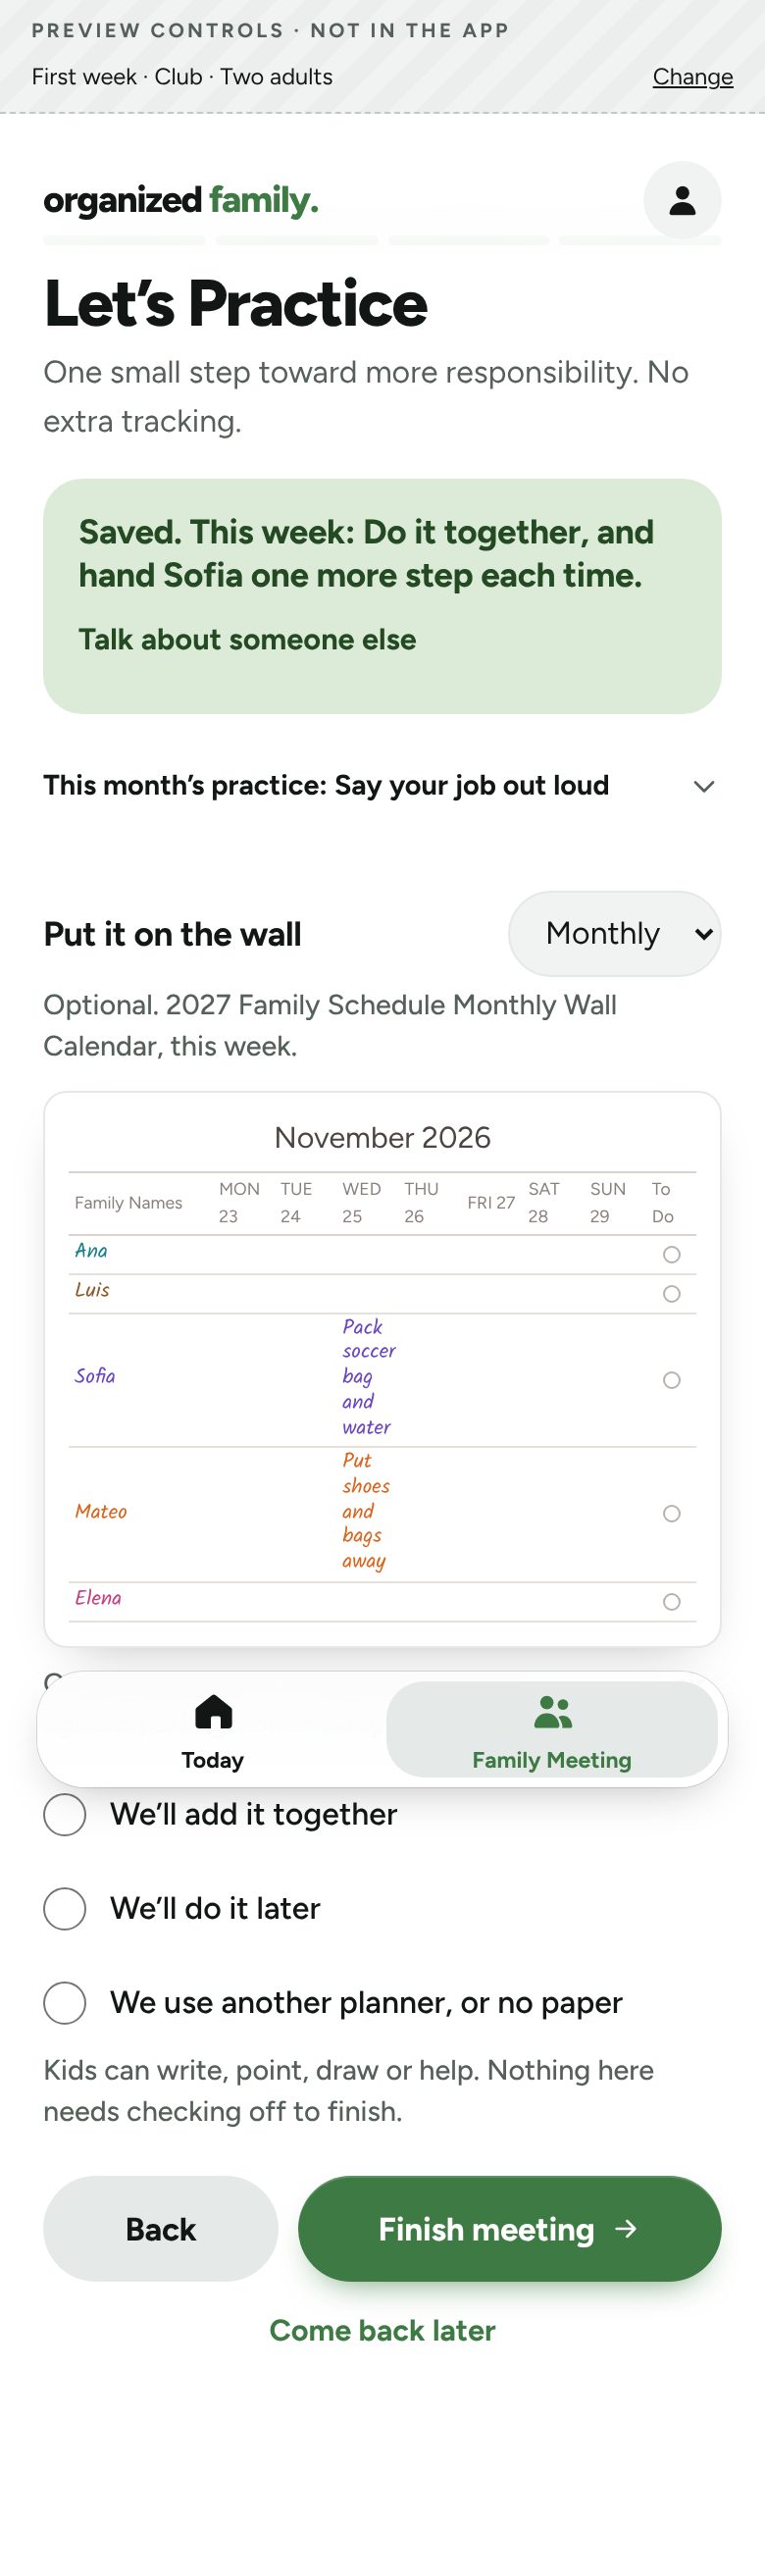 PREVIEW CONTROLS · NOT IN THE APP
First week · Club · Two adults
Change
organized family.
Let’s Practice
One small step toward more responsibility. No
extra tracking.
Saved. This week: Do it together, and
hand Sofia one more step each time.
Talk about someone else
This month’s practice: Say your job out loud
Put it on the wall
Monthly
Optional. 2027 Family Schedule Monthly Wall
Calendar, this week.
November 2026
Family Names MON 23 TUE 24 WED 25 THU 26 FRI 27 SAT 28 SUN 29 To Do
Ana
Luis
Sofia
Pack
soccer
bag
and
water
Mateo
Put
shoes
and
bags
away
Elena
Today
Family Meeting
We’ll add it together
We’ll do it later
We use another planner, or no paper
Kids can write, point, draw or help. Nothing here
needs checking off to finish.
Back
Finish meeting →
Come back later